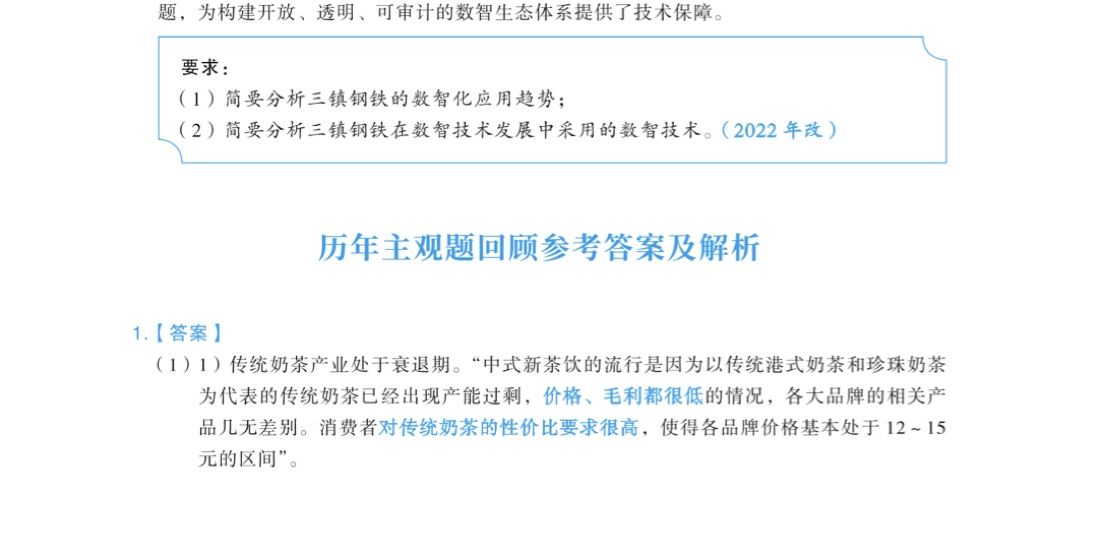 题，为构建开放、透明、可审计的数智生态体系提供了技术保障。
要求：
（1）简要分析三镇钢铁的数智化应用趋势；
（2）简要分析三镇钢铁在数智技术发展中采用的数智技术。（2022 年改）
历年主观题回顾参考答案及解析
1.【答案】
（1）1）传统奶茶产业处于衰退期。“中式新茶饮的流行是因为以传统港式奶茶和珍珠奶茶
为代表的传统奶茶已经出现产能过剩，价格、毛利都很低的情况，各大品牌的相关产
品几无差别。消费者对传统奶茶的性价比要求很高，使得各品牌价格基本处于 12 ~ 15
元的区间”。